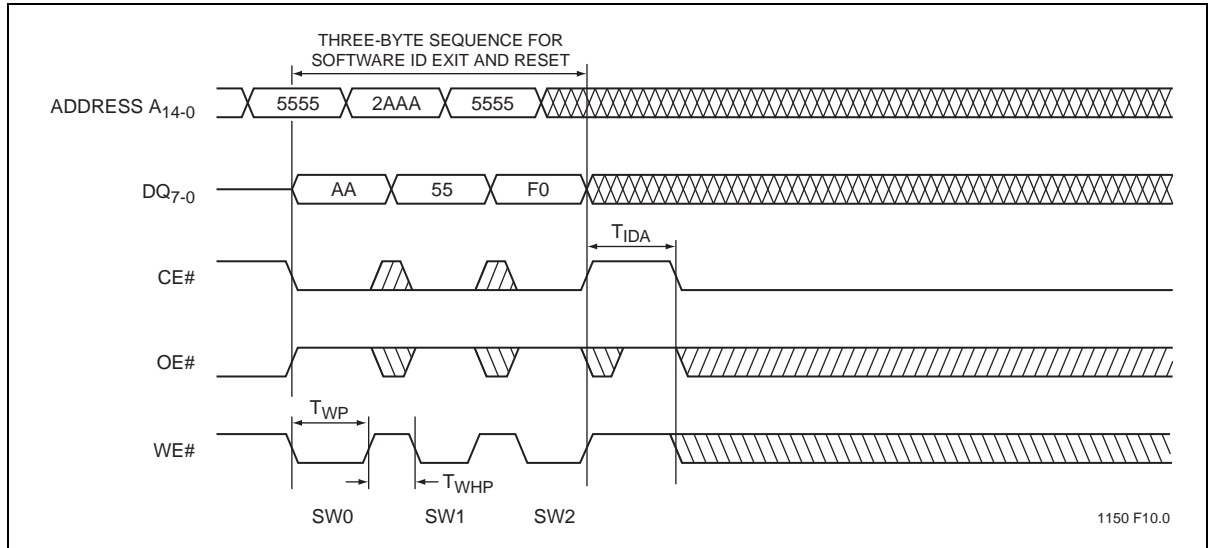 THREE-BYTE SEQUENCE FOR
SOFTWARE ID EXIT AND RESET
ADDRESS A14-0
5555 2AAA 5555
DQ7-0
AA 55 F0
TIDA
CE#
OE#
TWP
WE#
TWHP
SW0 SW1 SW2
1150 F10.0